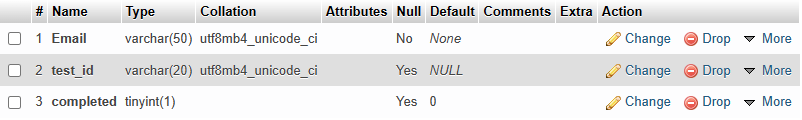 # Name Type Collation Attributes Null Default Comments Extra Action
1 Email varchar(50) utf8mb4_unicode_ci No None Change Drop More
2 test_id varchar(20) utf8mb4_unicode_ci Yes NULL Change Drop More
3 completed tinyint(1) Yes 0 Change Drop More